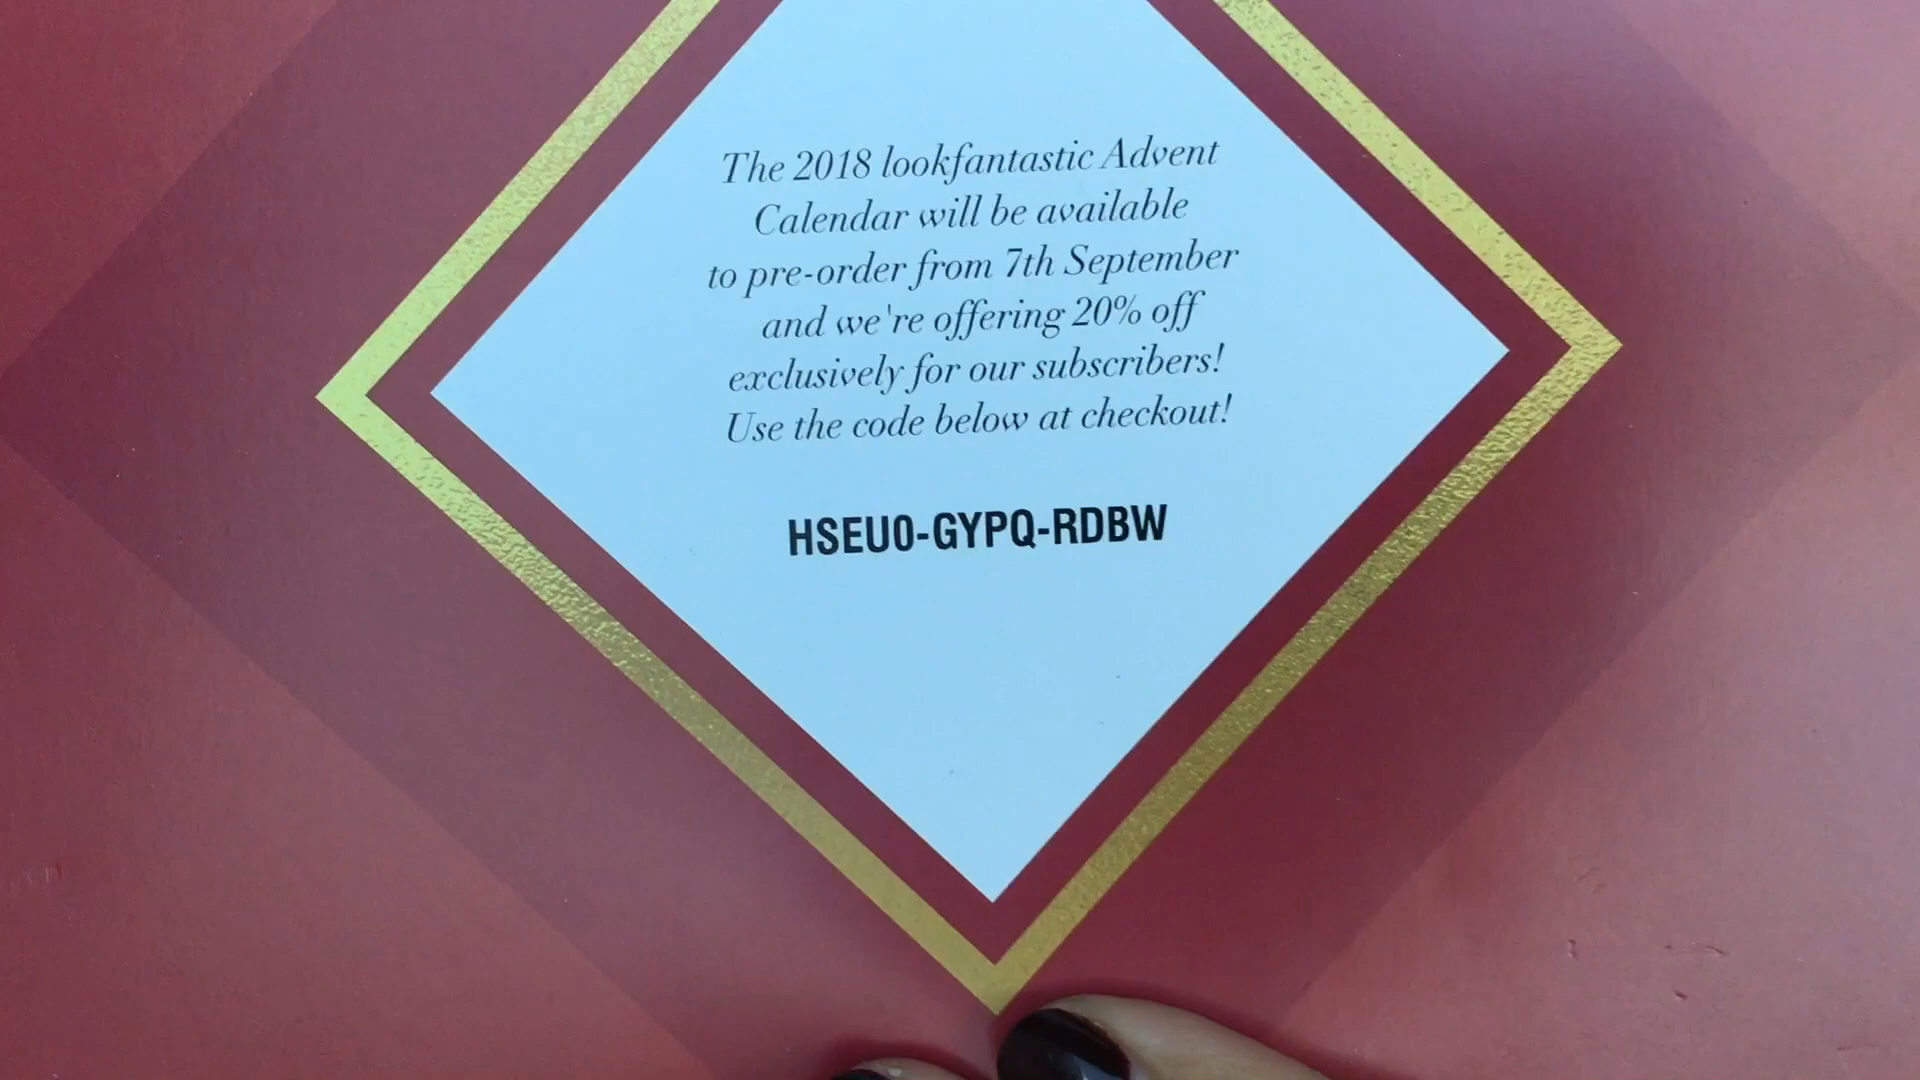 The 2018 lookfantastic Advent
Calendar will be available
to pre-order from 7th September
and we're offering 20% off
exclusively for our subscribers!
Use the code below at checkout!
HSEU0-GYPQ-RDBW